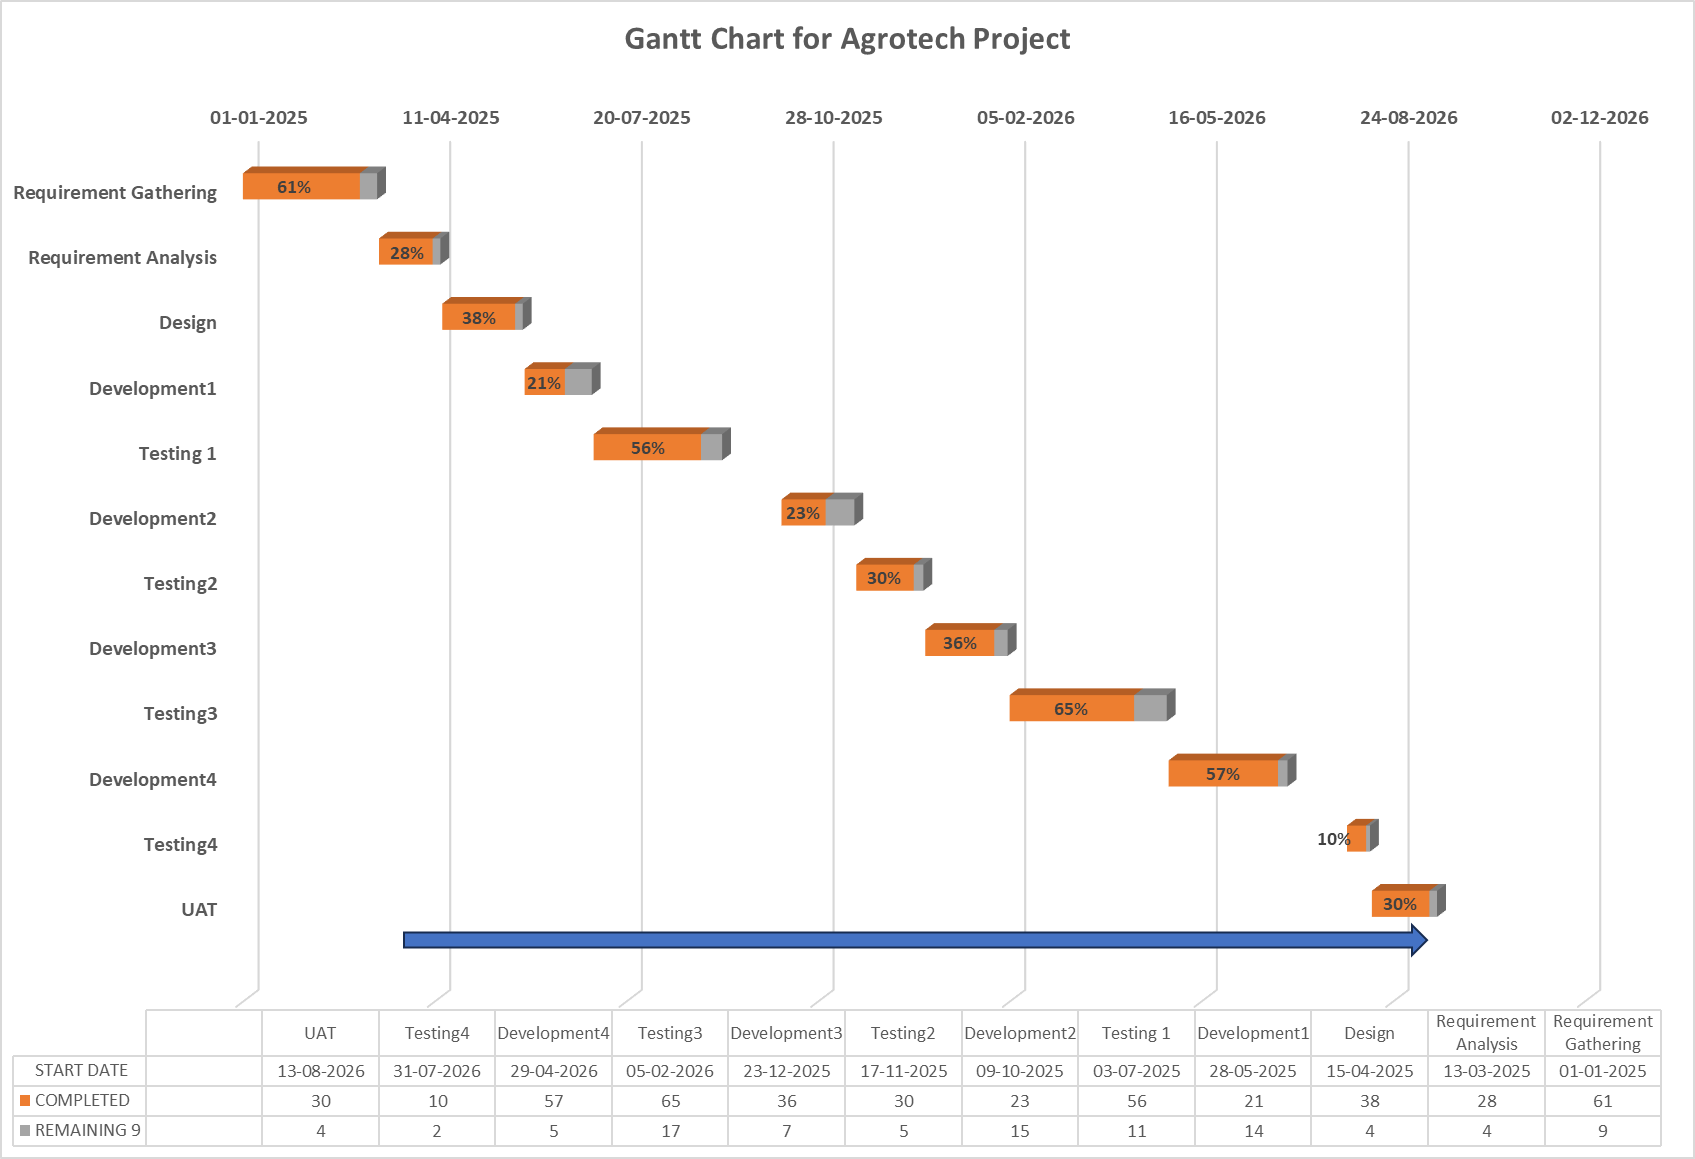 Gantt Chart for Agrotech Project
01-01-2025 11-04-2025 20-07-2025 28-10-2025 05-02-2026 16-05-2026 24-08-2026 02-12-2026
Requirement Gathering 61%
Requirement Analysis 28%
Design 38%
Development1 21%
Testing 1 56%
Development2 23%
Testing2 30%
Development3 36%
Testing3 65%
Development4 57%
Testing4 10%
UAT 30%
UAT Testing4 Development4 Testing3 Development3 Testing2 Development2 Testing 1 Development1 Design Requirement Analysis Requirement Gathering
START DATE 13-08-2026 31-07-2026 29-04-2026 05-02-2026 23-12-2025 17-11-2025 09-10-2025 03-07-2025 28-05-2025 15-04-2025 13-03-2025 01-01-2025
COMPLETED 30 10 57 65 36 30 23 56 21 38 28 61
REMAINING 9 4 2 5 17 7 5 15 11 14 4 4 9